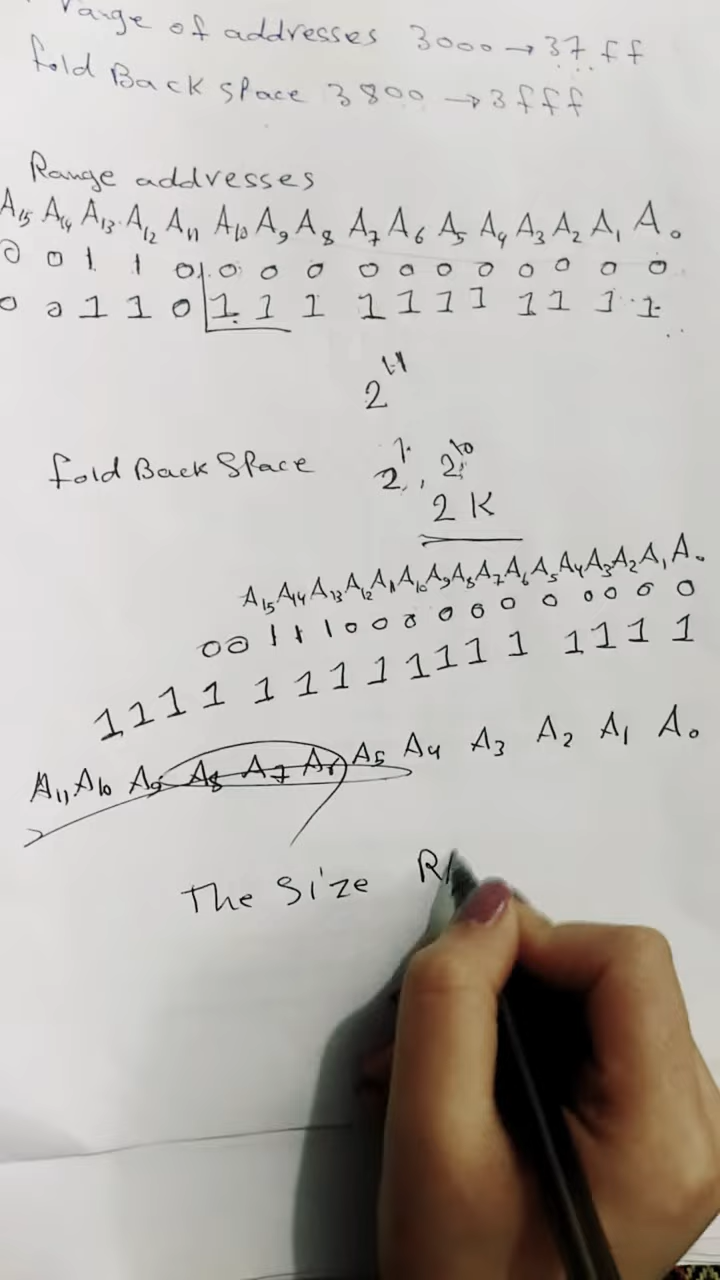 range of addresses 3000 → 37ff
fold Back space 3800 → 3fff
Range addresses
A15 A14 A13 A12 A11 A10 A9 A8 A7 A6 A5 A4 A3 A2 A1 A0
0 0 1 1 0 0 0 0 0 0 0 0 0 0 0 0
0 0 1 1 0 1 1 1 1 1 1 1 1 1 1 1
2^11
fold Back Space 2^1 . 2^10
2 K
A15 A14 A13 A12 A11 A10 A9 A8 A7 A6 A5 A4 A3 A2 A1 A0
0 0 1 1 1 0 0 0 0 0 0 0 0 0 0 0
1 1 1 1 1 1 1 1 1 1 1 1 1 1 1 1
A11 A10 A9 A8 A7 A6 A5 A4 A3 A2 A1 A0
The Size R